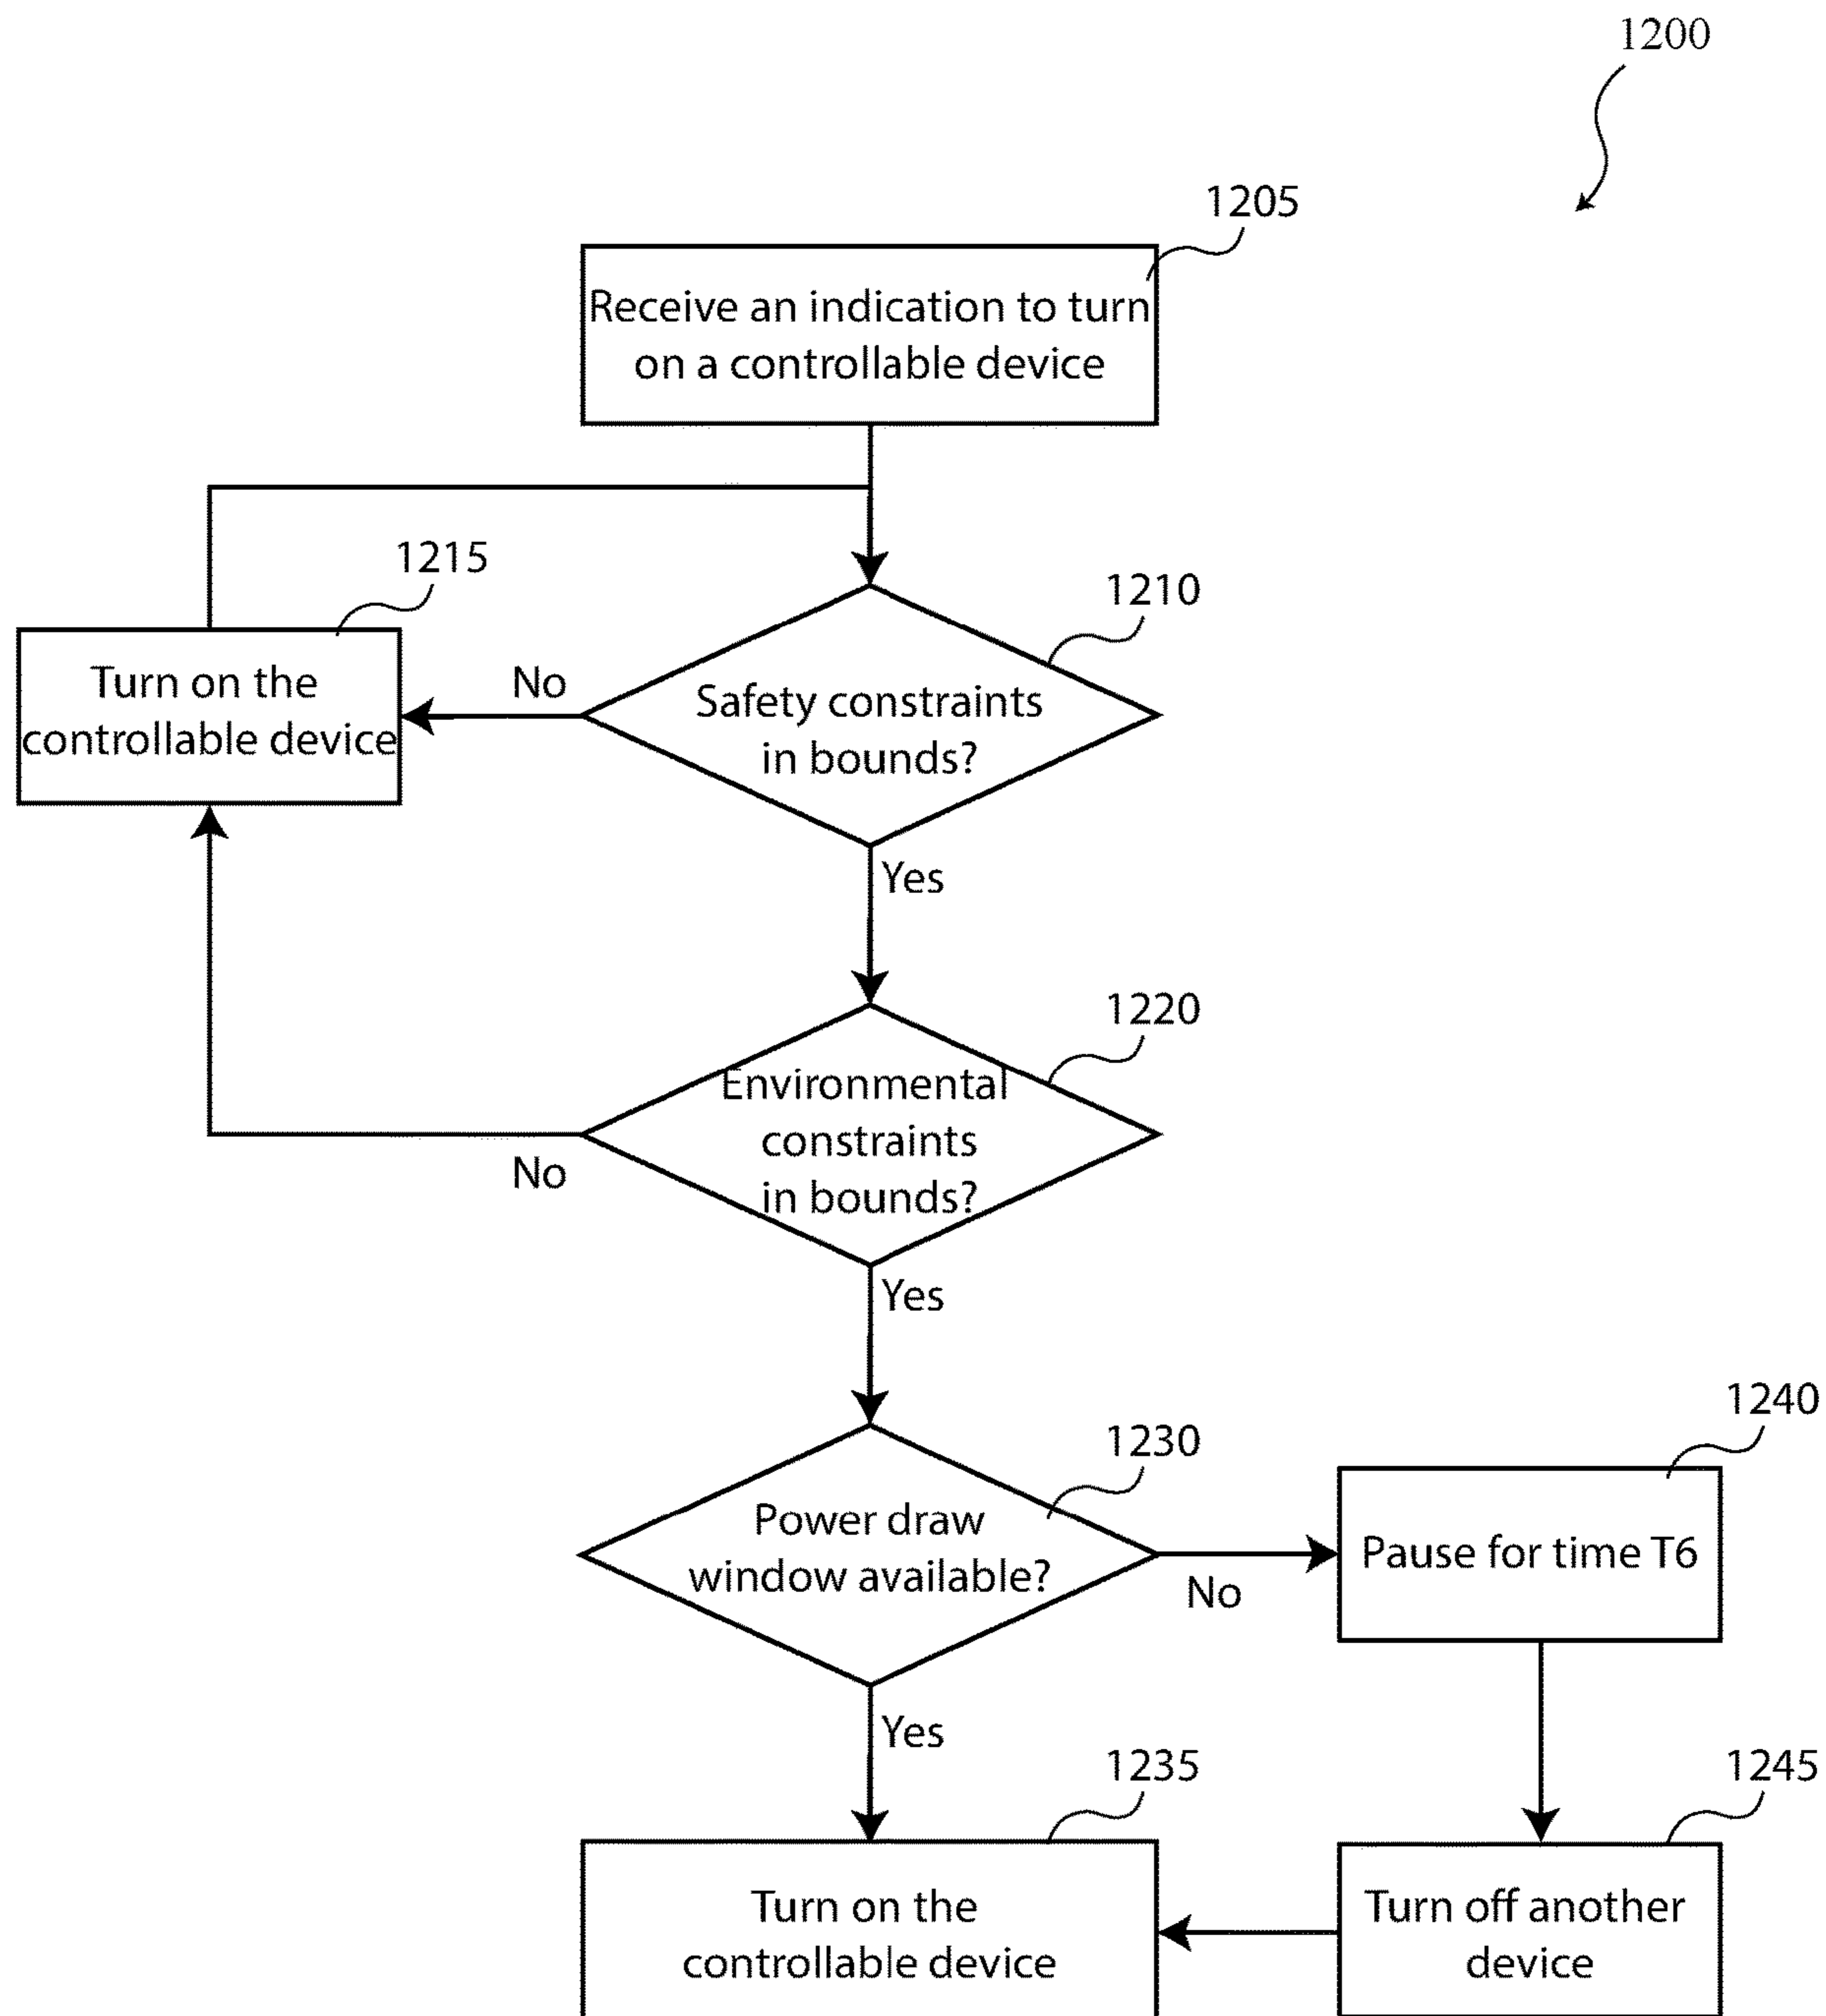 1200
1205
Receive an indication to turn
on a controllable device
1215
Turn on the
controllable device
No
1210
Safety constraints
in bounds?
Yes
1220
Environmental
constraints
in bounds?
No
Yes
1230
Power draw
window available?
No
1240
Pause for time T6
Yes
1235
Turn on the
controllable device
1245
Turn off another
device